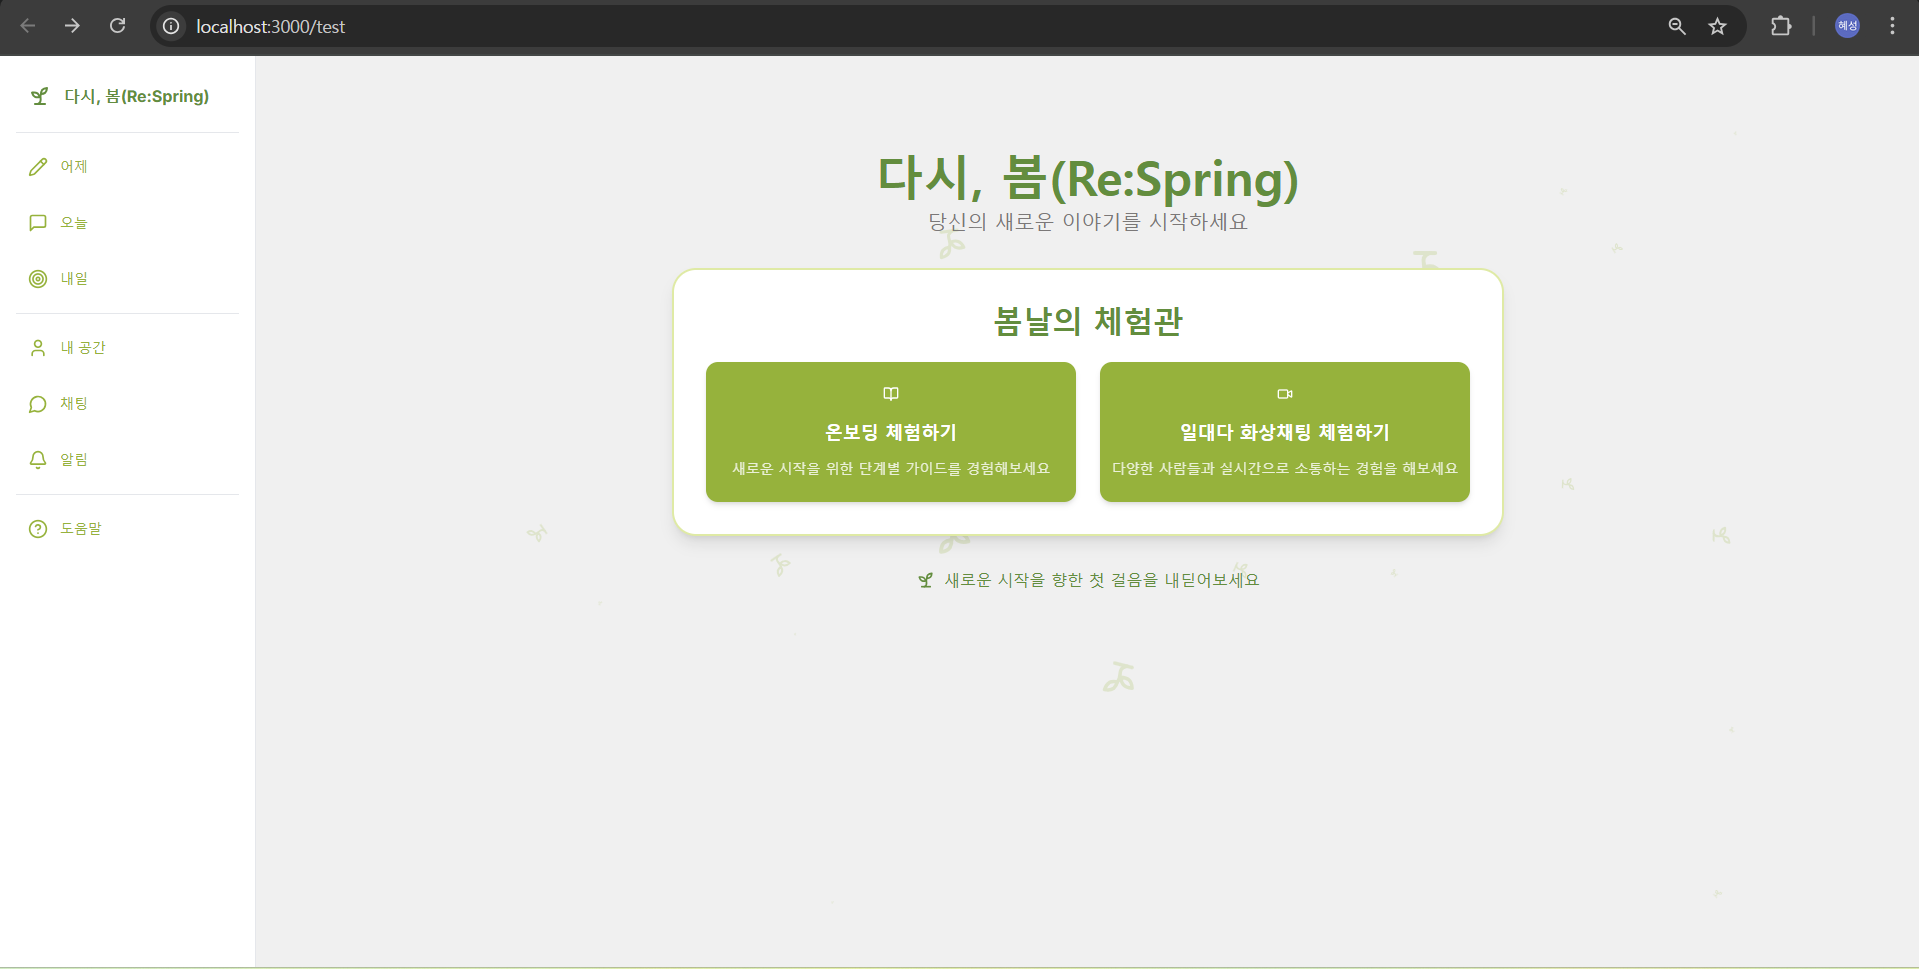 localhost:3000/test
혜성
다시, 봄(Re:Spring)
어제
오늘
내일
내 공간
채팅
알림
도움말
다시, 봄(Re:Spring)
당신의 새로운 이야기를 시작하세요
봄날의 체험관
온보딩 체험하기
새로운 시작을 위한 단계별 가이드를 경험해보세요
일대다 화상채팅 체험하기
다양한 사람들과 실시간으로 소통하는 경험을 해보세요
새로운 시작을 향한 첫 걸음을 내딛어보세요